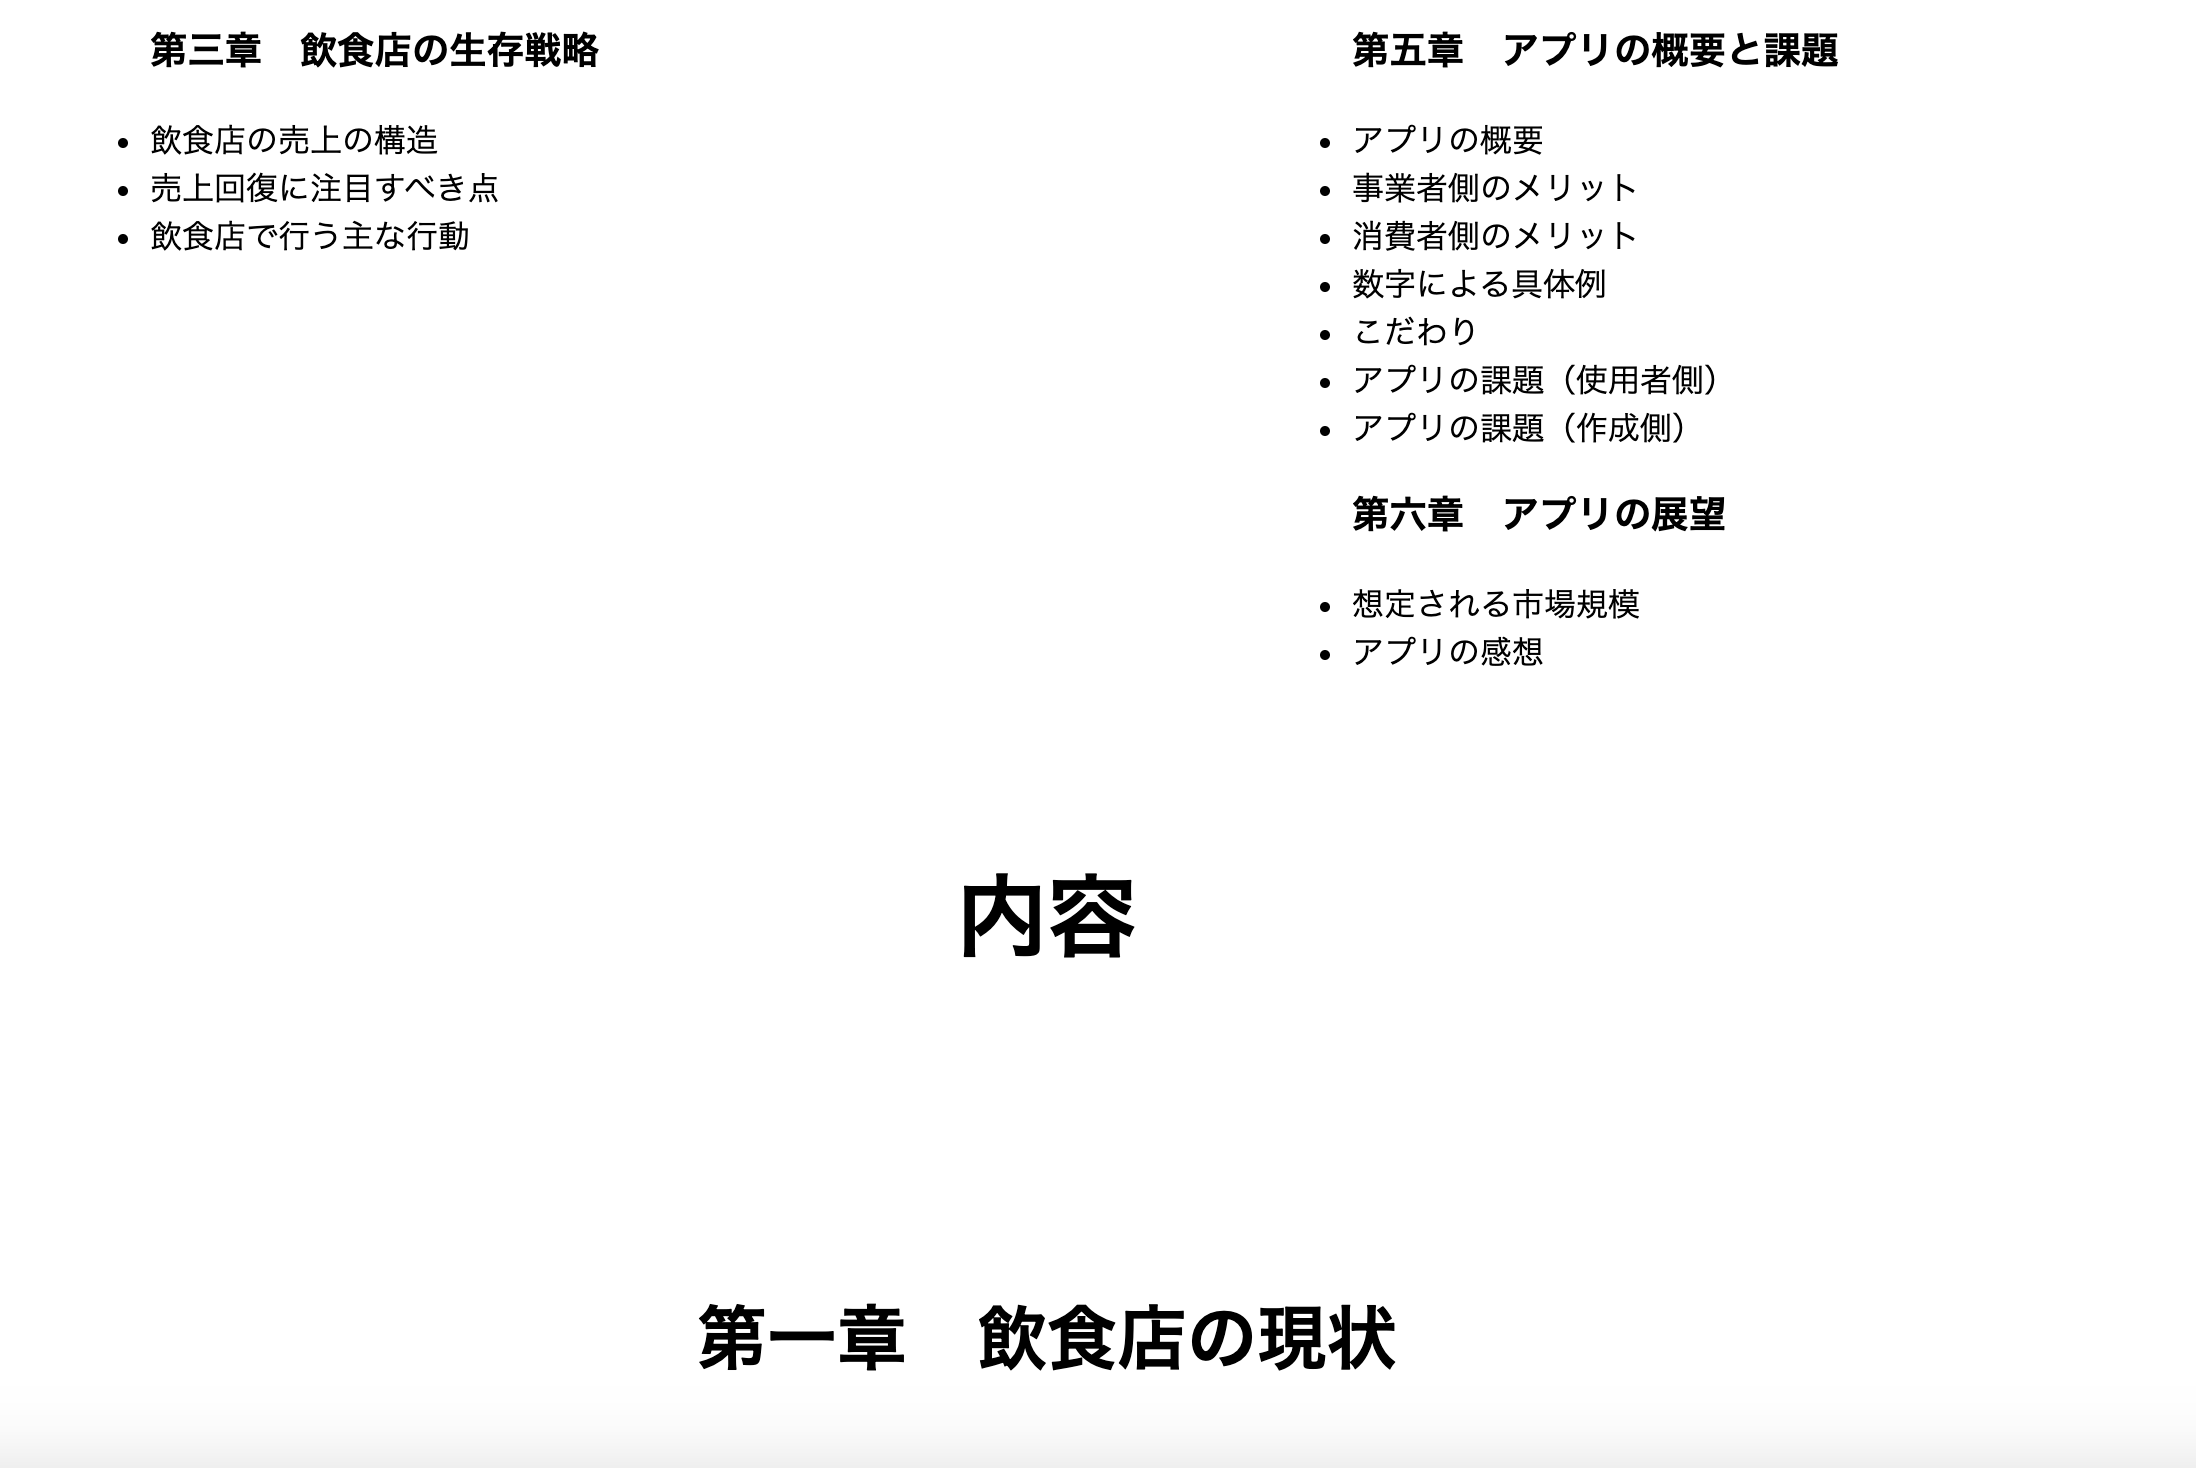 第三章　飲食店の生存戦略
飲食店の売上の構造
売上回復に注目すべき点
飲食店で行う主な行動
第五章　アプリの概要と課題
アプリの概要
事業者側のメリット
消費者側のメリット
数字による具体例
こだわり
アプリの課題（使用者側）
アプリの課題（作成側）
第六章　アプリの展望
想定される市場規模
アプリの感想
内容
第一章　飲食店の現状